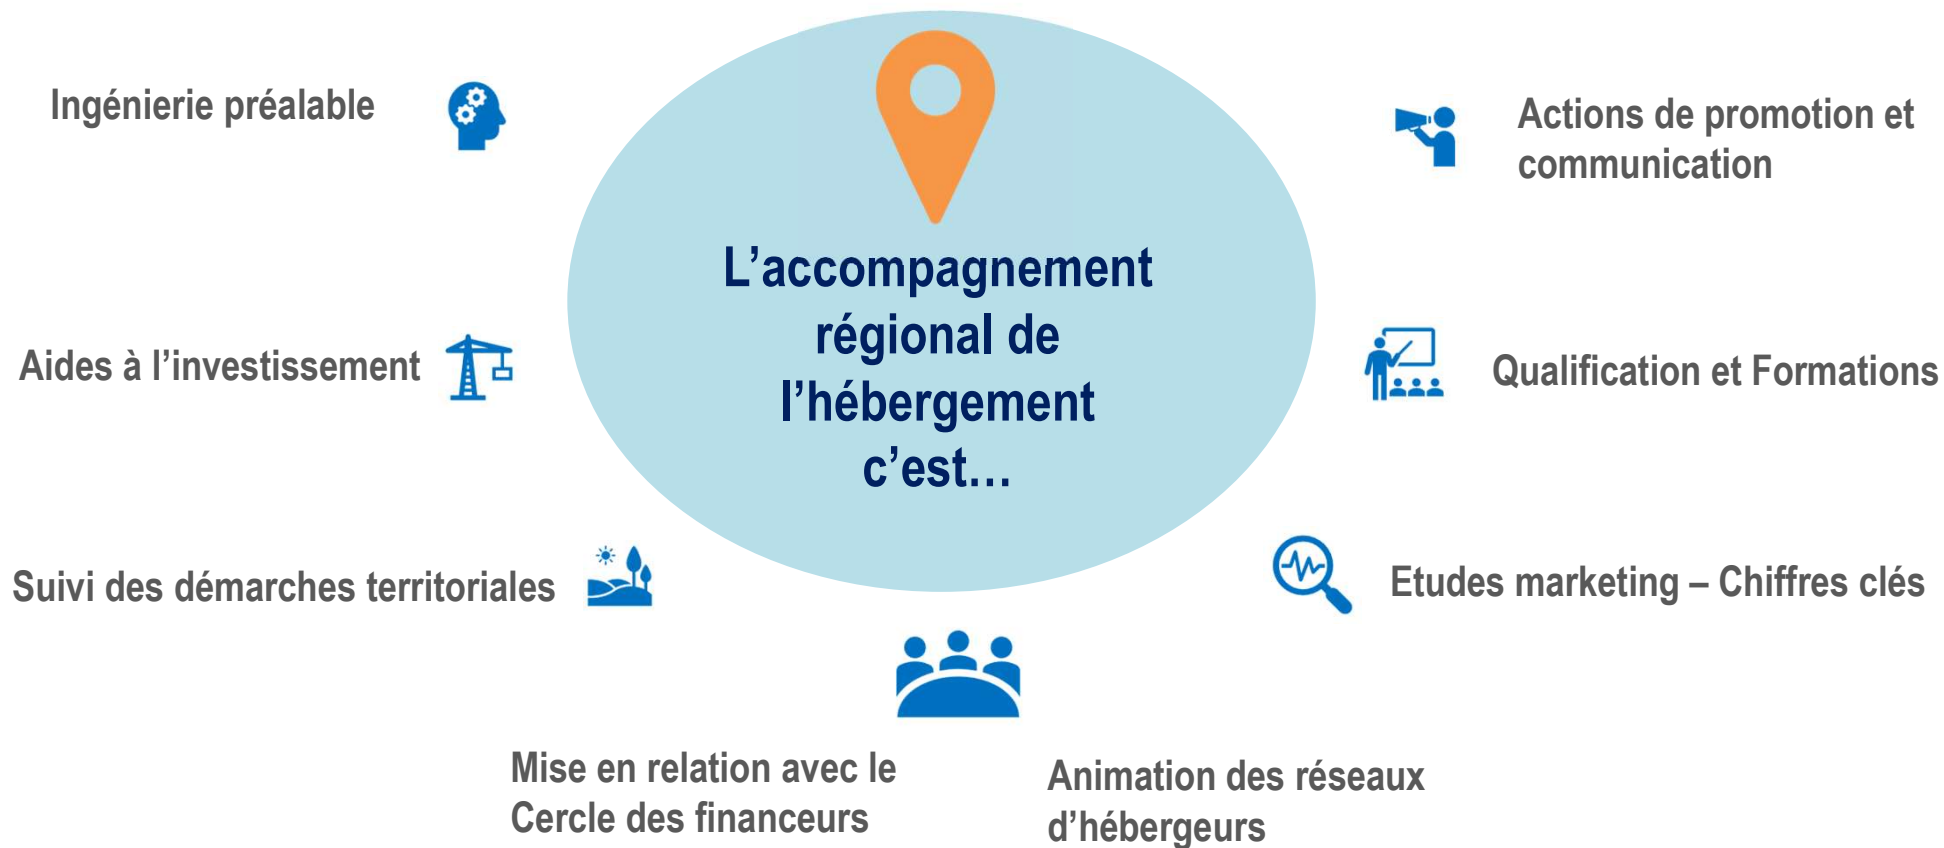 Ingénierie préalable
Actions de promotion et
communication
L’accompagnement
régional de
l’hébergement
c’est…
Aides à l’investissement
Qualification et Formations
Suivi des démarches territoriales
Etudes marketing – Chiffres clés
Mise en relation avec le
Cercle des financeurs
Animation des réseaux
d’hébergeurs